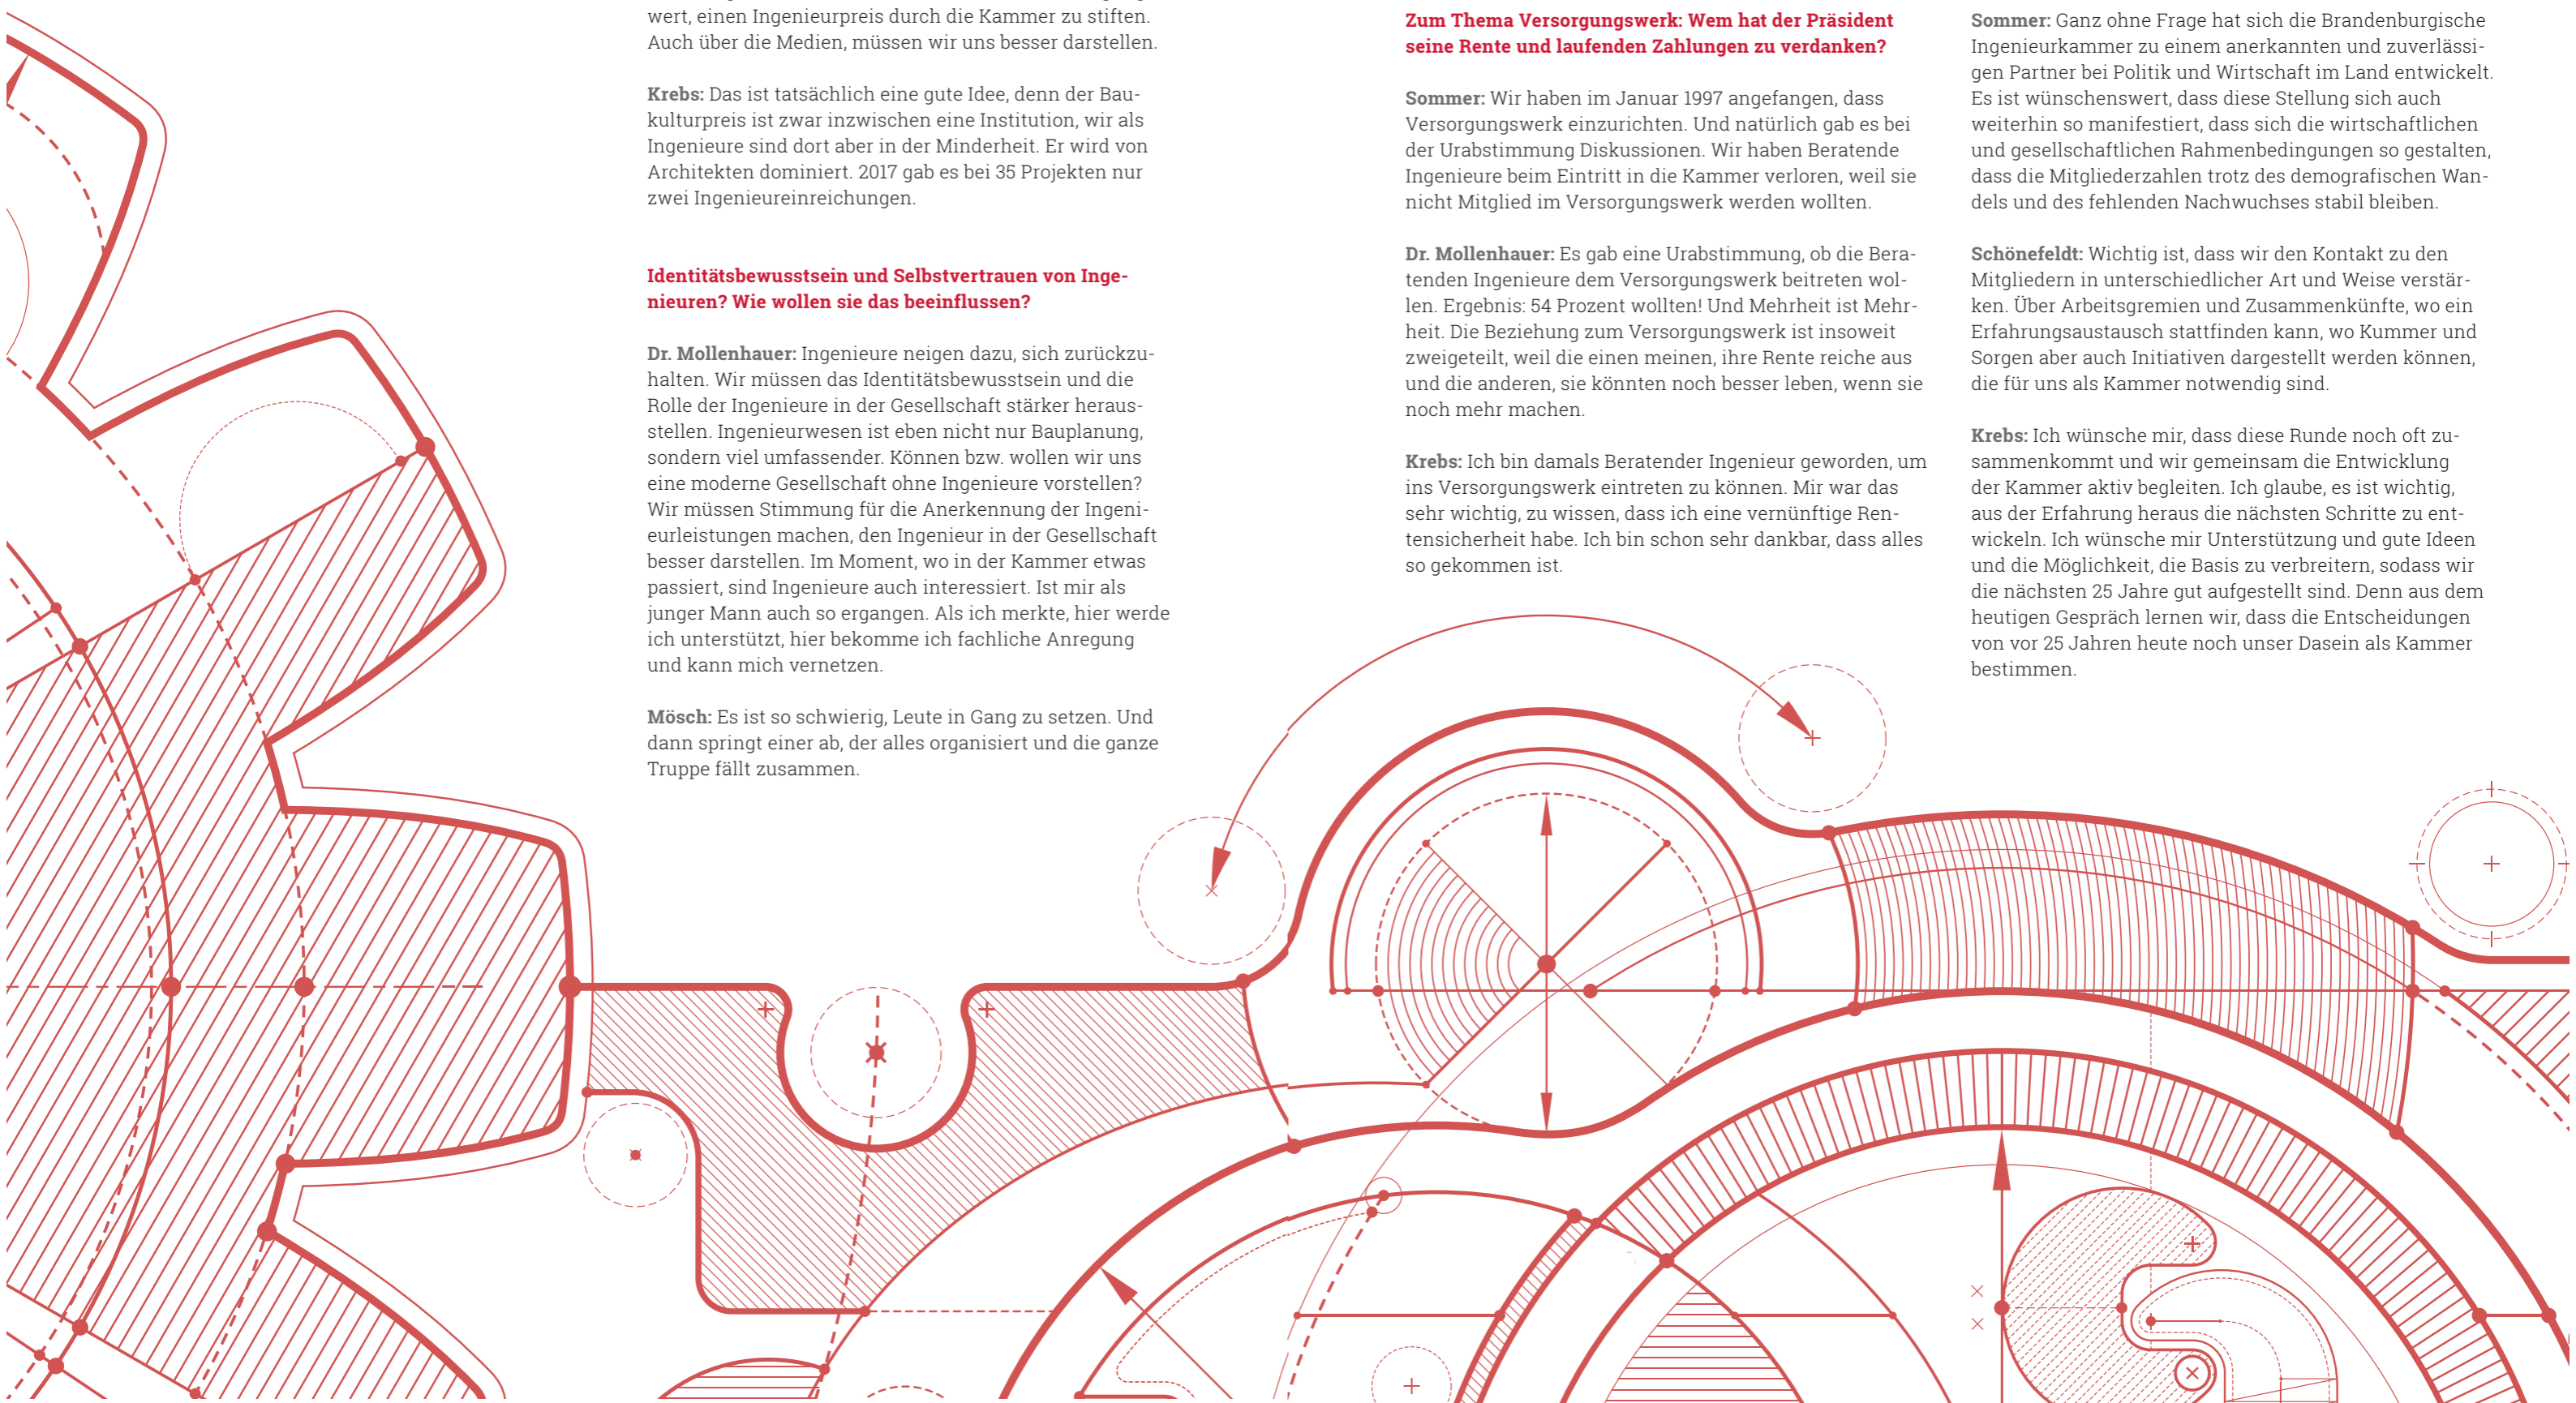 wert, einen Ingenieurpreis durch die Kammer zu stiften.
Auch über die Medien, müssen wir uns besser darstellen.
Krebs: Das ist tatsächlich eine gute Idee, denn der Bau-
kulturpreis ist zwar inzwischen eine Institution, wir als
Ingenieure sind dort aber in der Minderheit. Er wird von
Architekten dominiert. 2017 gab es bei 35 Projekten nur
zwei Ingenieureinreichungen.
Identitätsbewusstsein und Selbstvertrauen von Inge-
nieuren? Wie wollen sie das beeinflussen?
Dr. Mollenhauer: Ingenieure neigen dazu, sich zurückzu-
halten. Wir müssen das Identitätsbewusstsein und die
Rolle der Ingenieure in der Gesellschaft stärker heraus-
stellen. Ingenieurwesen ist eben nicht nur Bauplanung,
sondern viel umfassender. Können bzw. wollen wir uns
eine moderne Gesellschaft ohne Ingenieure vorstellen?
Wir müssen Stimmung für die Anerkennung der Ingeni-
eurleistungen machen, den Ingenieur in der Gesellschaft
besser darstellen. Im Moment, wo in der Kammer etwas
passiert, sind Ingenieure auch interessiert. Ist mir als
junger Mann auch so ergangen. Als ich merkte, hier werde
ich unterstützt, hier bekomme ich fachliche Anregung
und kann mich vernetzen.
Mösch: Es ist so schwierig, Leute in Gang zu setzen. Und
dann springt einer ab, der alles organisiert und die ganze
Truppe fällt zusammen.
Zum Thema Versorgungswerk: Wem hat der Präsident
seine Rente und laufenden Zahlungen zu verdanken?
Sommer: Wir haben im Januar 1997 angefangen, dass
Versorgungswerk einzurichten. Und natürlich gab es bei
der Urabstimmung Diskussionen. Wir haben Beratende
Ingenieure beim Eintritt in die Kammer verloren, weil sie
nicht Mitglied im Versorgungswerk werden wollten.
Dr. Mollenhauer: Es gab eine Urabstimmung, ob die Bera-
tenden Ingenieure dem Versorgungswerk beitreten wol-
len. Ergebnis: 54 Prozent wollten! Und Mehrheit ist Mehr-
heit. Die Beziehung zum Versorgungswerk ist insoweit
zweigeteilt, weil die einen meinen, ihre Rente reiche aus
und die anderen, sie könnten noch besser leben, wenn sie
noch mehr machen.
Krebs: Ich bin damals Beratender Ingenieur geworden, um
ins Versorgungswerk eintreten zu können. Mir war das
sehr wichtig, zu wissen, dass ich eine vernünftige Ren-
tensicherheit habe. Ich bin schon sehr dankbar, dass alles
so gekommen ist.
Sommer: Ganz ohne Frage hat sich die Brandenburgische
Ingenieurkammer zu einem anerkannten und zuverlässi-
gen Partner bei Politik und Wirtschaft im Land entwickelt.
Es ist wünschenswert, dass diese Stellung sich auch
weiterhin so manifestiert, dass sich die wirtschaftlichen
und gesellschaftlichen Rahmenbedingungen so gestalten,
dass die Mitgliederzahlen trotz des demografischen Wan-
dels und des fehlenden Nachwuchses stabil bleiben.
Schönefeldt: Wichtig ist, dass wir den Kontakt zu den
Mitgliedern in unterschiedlicher Art und Weise verstär-
ken. Über Arbeitsgremien und Zusammenkünfte, wo ein
Erfahrungsaustausch stattfinden kann, wo Kummer und
Sorgen aber auch Initiativen dargestellt werden können,
die für uns als Kammer notwendig sind.
Krebs: Ich wünsche mir, dass diese Runde noch oft zu-
sammenkommt und wir gemeinsam die Entwicklung
der Kammer aktiv begleiten. Ich glaube, es ist wichtig,
aus der Erfahrung heraus die nächsten Schritte zu ent-
wickeln. Ich wünsche mir Unterstützung und gute Ideen
und die Möglichkeit, die Basis zu verbreitern, sodass wir
die nächsten 25 Jahre gut aufgestellt sind. Denn aus dem
heutigen Gespräch lernen wir, dass die Entscheidungen
von vor 25 Jahren heute noch unser Dasein als Kammer
bestimmen.